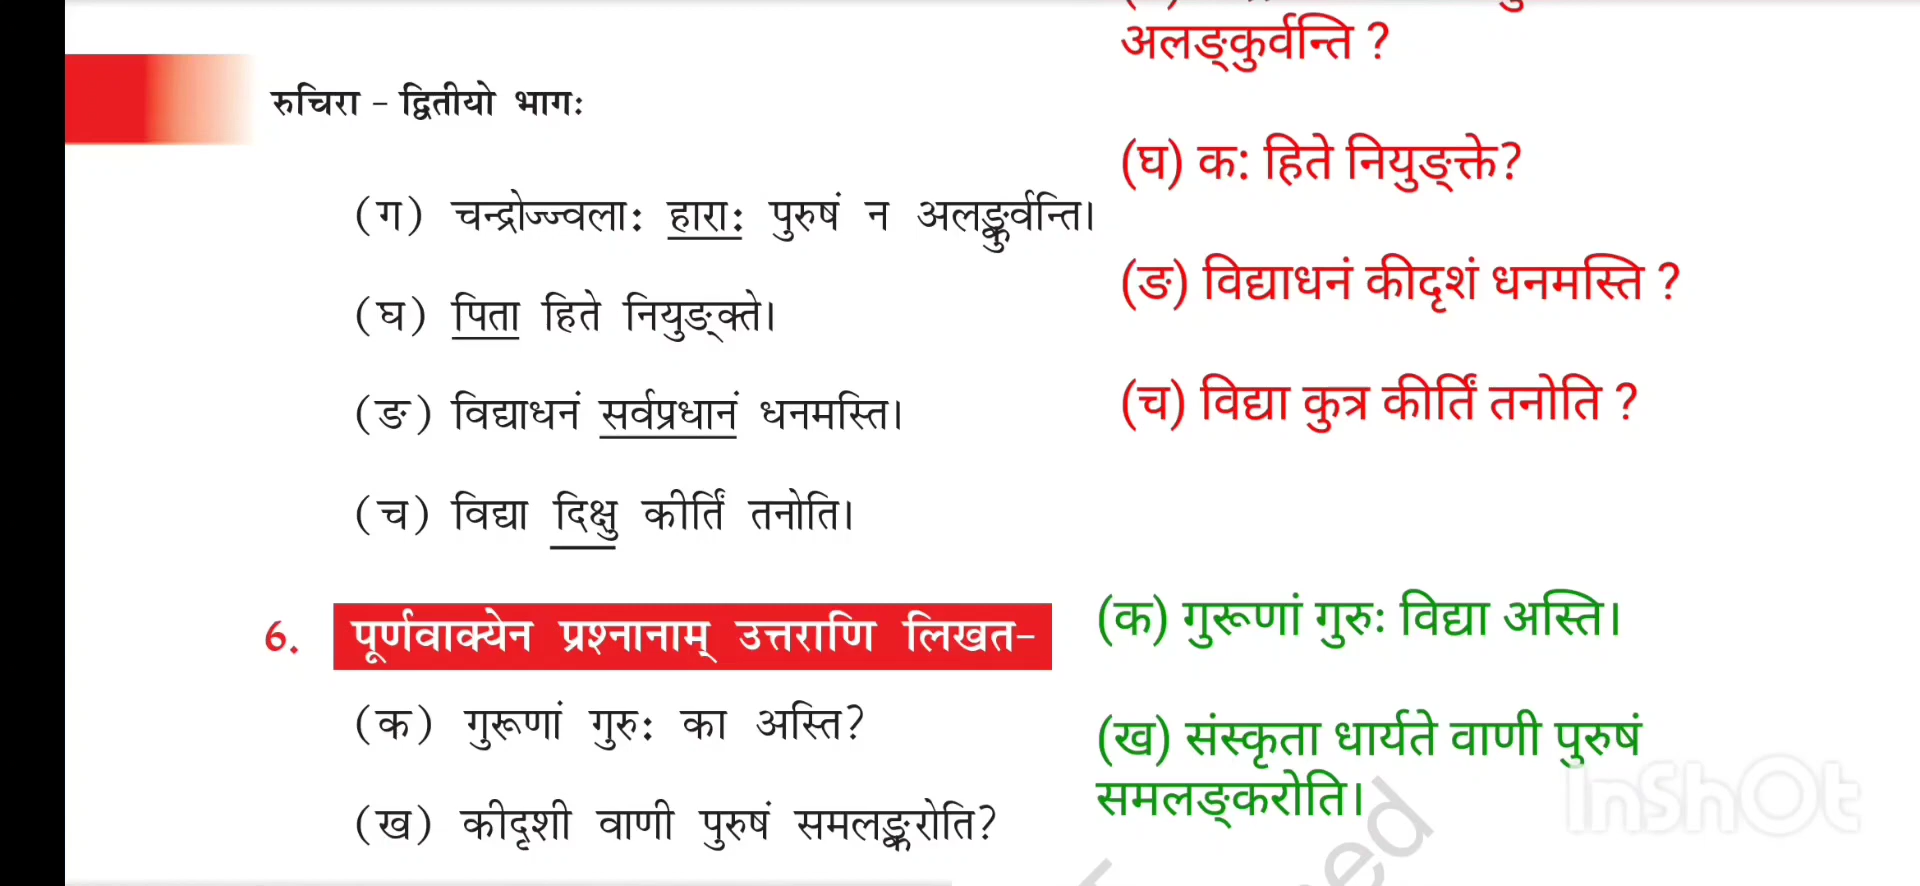 रुचिरा - द्वितीयो भागः
(ग) चन्द्रोज्ज्वलाः हाराः पुरुषं न अलङ्कुर्वन्ति।
(घ) पिता हिते नियुङ्क्ते।
(ङ) विद्याधनं सर्वप्रधानं धनमस्ति।
(च) विद्या दिक्षु कीर्तिं तनोति।
6. पूर्णवाक्येन प्रश्नानाम् उत्तराणि लिखत-
(क) गुरूणां गुरुः का अस्ति?
(ख) कीदृशी वाणी पुरुषं समलङ्करोति?
अलङ्कुर्वन्ति ?
(घ) क: हिते नियुङ्क्ते?
(ङ) विद्याधनं कीदृशं धनमस्ति ?
(च) विद्या कुत्र कीर्तिं तनोति ?
(क) गुरूणां गुरुः विद्या अस्ति।
(ख) संस्कृता धार्यते वाणी पुरुषं
समलङ्करोति।
InShOt